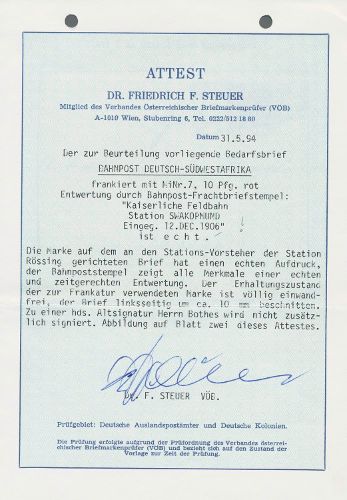 ATTEST
DR. FRIEDRICH F. STEUER
Mitglied des Verbandes Österreichischer Briefmarkenprüfer (VÖB)
A-1010 Wien, Stubenring 6, Tel. 0222/512 18 80
Datum 31.5.94
Der zur Beurteilung vorliegende Bedarfsbrief
BAHNPOST DEUTSCH-SÜDWESTAFRIKA
frankiert mit MiNr.7, 10 Pfg. rot
Entwertung durch Bahnpost-Frachtbriefstempel:
"Kaiserliche Feldbahn
Station SWAKOPMUND
Eingeg. 12.DEC.1906" !
ist echt.
Die Marke auf dem an den Stations-Vorsteher der Station
Rössing gerichteten Brief hat einen echten Aufdruck,
der Bahnpoststempel zeigt alle Merkmale einer echten
und zeitgerechten Entwertung. Der Erhaltungszustand
der zur Frankatur verwendeten Marke ist völlig einwand-
frei, der Brief linksseitig um ca. 10 mm beschnitten.
Zu einer hds. Altsignatur Herrn Bothes wird nicht zusätz-
lich signiert. Abbildung auf Blatt zwei dieses Attestes.
Dr. F. STEUER VÖB.
Prüfgebiet: Deutsche Auslandspostämter und Deutsche Kolonien.
Die Prüfung erfolgte aufgrund der Prüfordnung des Verbandes österrei-
chischer Briefmarkenprüfer (VÖB) und bezieht sich auf den Zustand der
Vorlage zur Zeit der Prüfung.